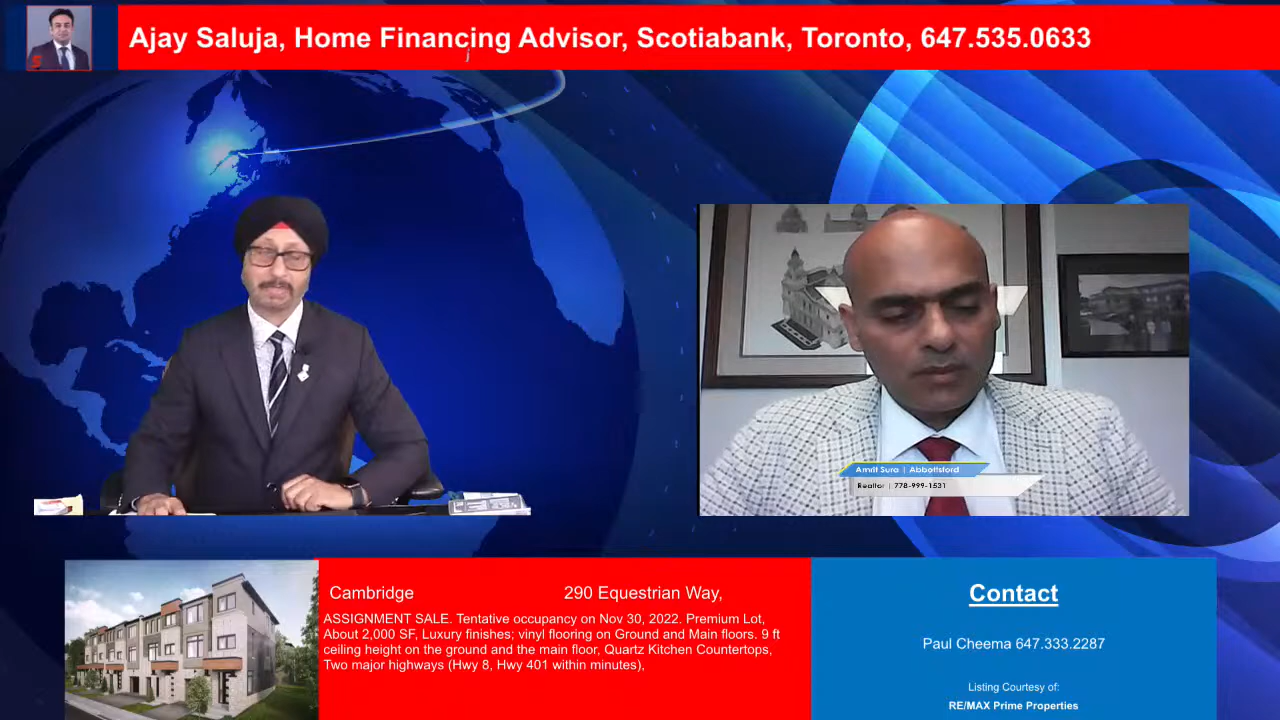 Ajay Saluja, Home Financing Advisor, Scotiabank, Toronto, 647.535.0633
Amrit Sura | Abbottsford
Realtor | 778-999-1531
Cambridge 290 Equestrian Way,
ASSIGNMENT SALE. Tentative occupancy on Nov 30, 2022. Premium Lot,
About 2,000 SF, Luxury finishes; vinyl flooring on Ground and Main floors. 9 ft
ceiling height on the ground and the main floor, Quartz Kitchen Countertops,
Two major highways (Hwy 8, Hwy 401 within minutes),
Contact
Paul Cheema 647.333.2287
Listing Courtesy of:
RE/MAX Prime Properties